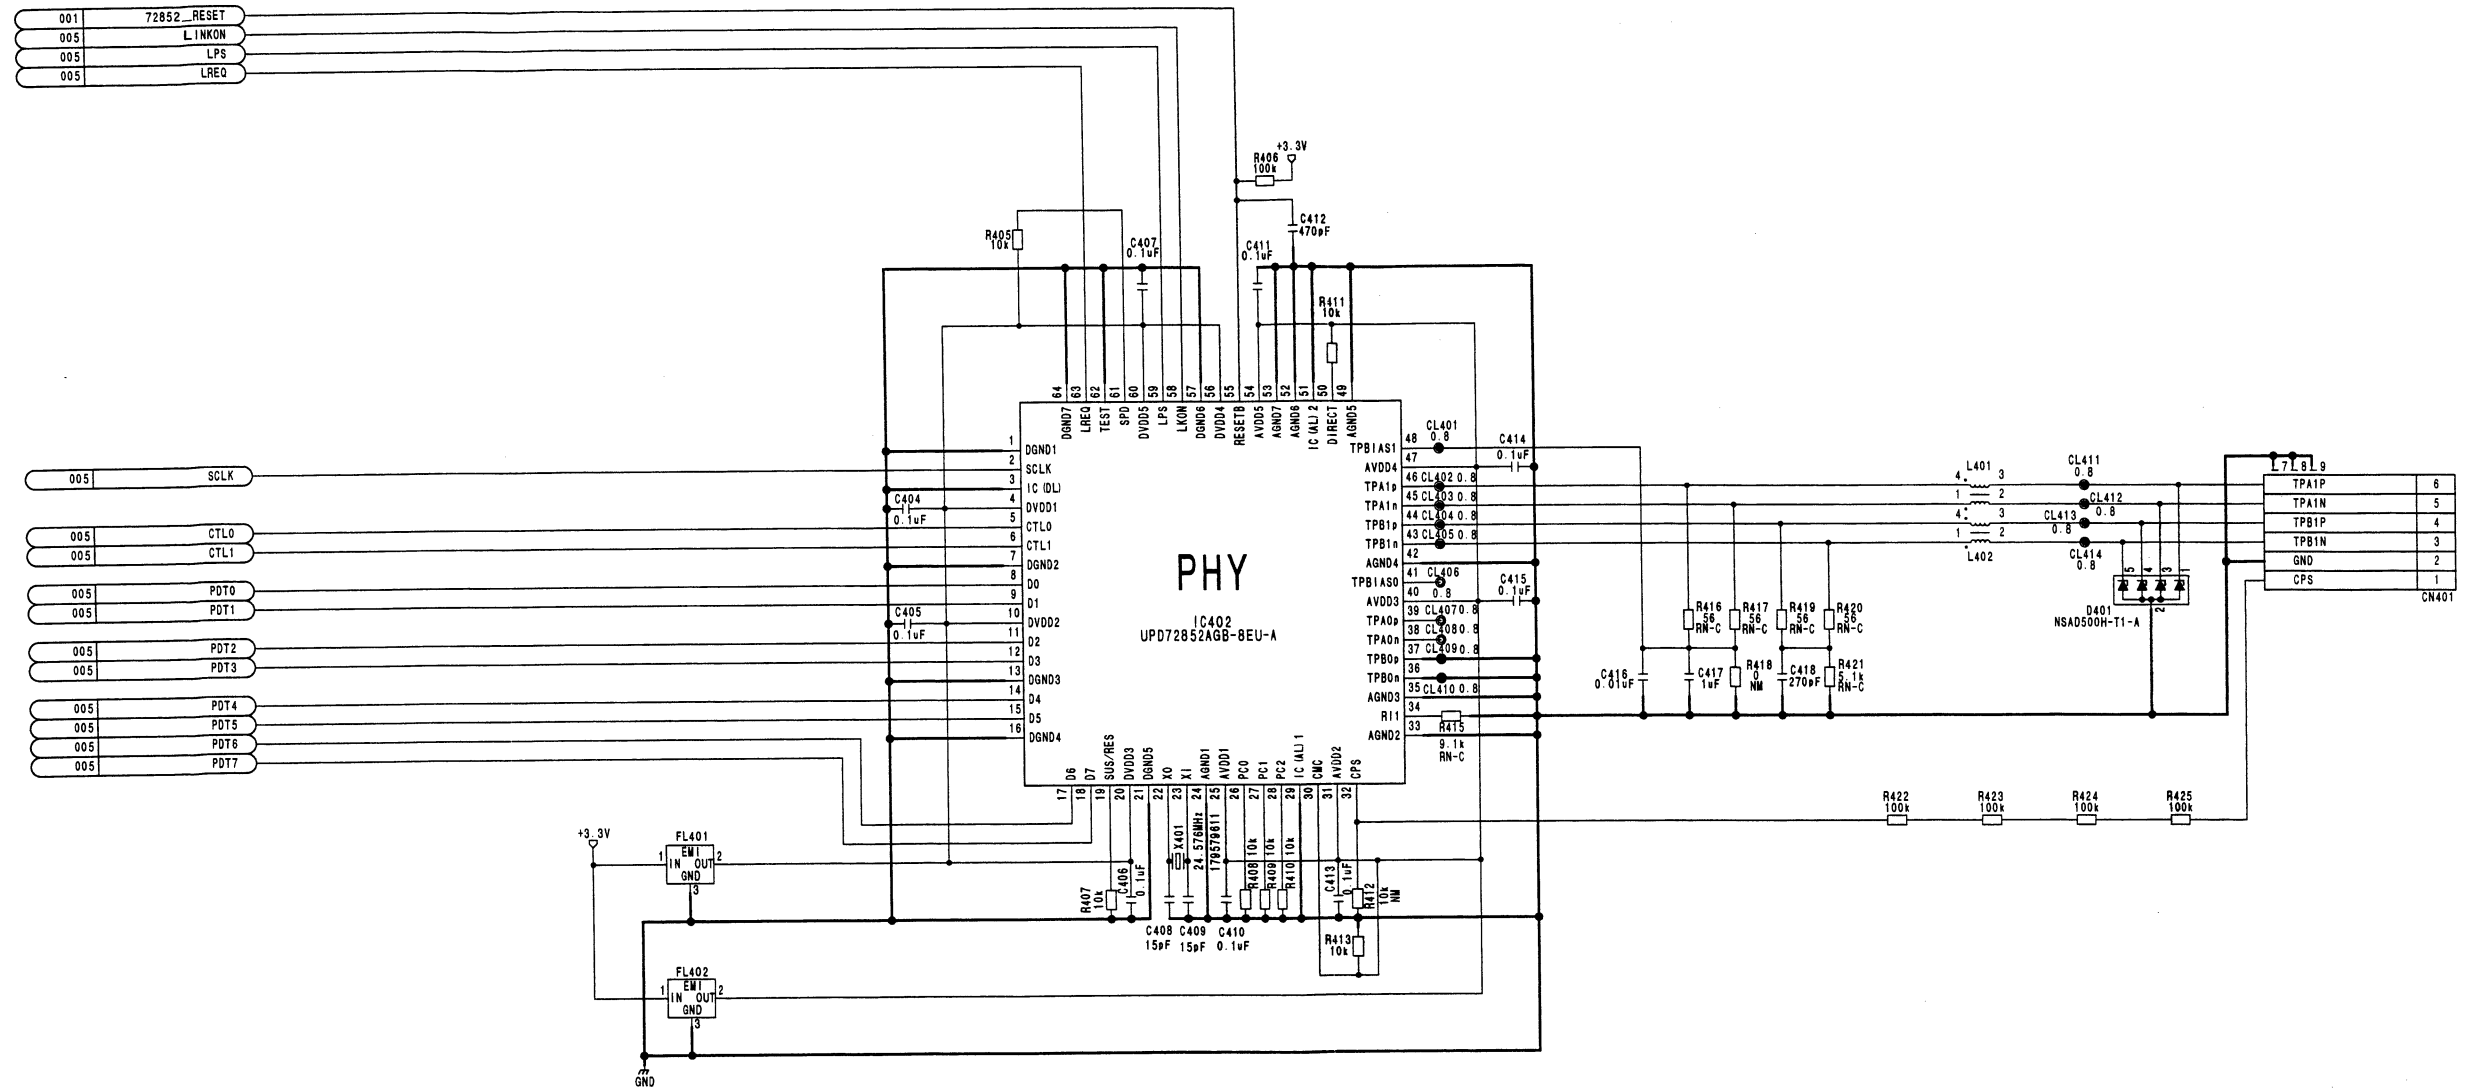 001 72852_RESET
005 LINKON
005 LPS
005 LREQ
+3.3V
R406
100k
C412
470pF
R405
10k
C407
0.1uF
C411
0.1uF
R411
10k
64 63 62 61 60 59 58 57 56 55 54 53 52 51 50 49
DGND7 LREQ TEST SPD DVDD5 LPS LKON DGND6 DVDD4 RESETB AVDD5 AGND7 AGND6 IC(AL)2 DIRECT AGND5
005 SCLK
005 CTL0
005 CTL1
005 PDT0
005 PDT1
005 PDT2
005 PDT3
005 PDT4
005 PDT5
005 PDT6
005 PDT7
C404
0.1uF
C405
0.1uF
1 DGND1
2 SCLK
3 IC(DL)
4 DVDD1
5 CTL0
6 CTL1
7 DGND2
8 D0
9 D1
10 DVDD2
11 D2
12 D3
13 DGND3
14 D4
15 D5
16 DGND4
PHY
IC402
UPD72852AGB-8EU-A
TPBIAS1 48 CL401 0.8
AVDD4 47
TPA1p 46 CL402 0.8
TPA1n 45 CL403 0.8
TPB1p 44 CL404 0.8
TPB1n 43 CL405 0.8
AGND4 42
TPBIAS0 41 CL406 0.8
AVDD3 40
TPA0p 39 CL407 0.8
TPA0n 38 CL408 0.8
TPB0p 37 CL409 0.8
TPB0n 36
AGND3 35 CL410 0.8
RI1 34
AGND2 33
R415
9.1k
RN-C
C414
0.1uF
C415
0.1uF
D6 D7 SUS/RES DVDD3 DGND5 XO XI AGND1 AVDD1 PC0 PC1 PC2 IC(AL)1 CMC AVDD2 CPS
17 18 19 20 21 22 23 24 25 26 27 28 29 30 31 32
L401
4 3
1 2
4 3
1 2
L402
CL411
0.8
CL412
0.8
CL413
0.8
CL414
0.8
7 8 9
TPA1P 6
TPA1N 5
TPB1P 4
TPB1N 3
GND 2
CPS 1
CN401
5 4 3 1
2
D401
NSAD500H-T1-A
R416
56
RN-C
R417
56
RN-C
R419
56
RN-C
R420
56
RN-C
C416
0.01uF
C417
1uF
R418
0
NM
C418
270pF
R421
5.1k
RN-C
R422
100k
R423
100k
R424
100k
R425
100k
+3.3V
FL401
EMI
1 IN OUT 2
GND
3
R407
10k
C406
0.1uF
X401
24.576MHz
179579611
R408 10k
R409 10k
R410 10k
C413
0.1uF
R412
10k
NM
C408
15pF
C409
15pF
C410
0.1uF
R413
10k
FL402
EMI
1 IN OUT 2
GND
3
GND